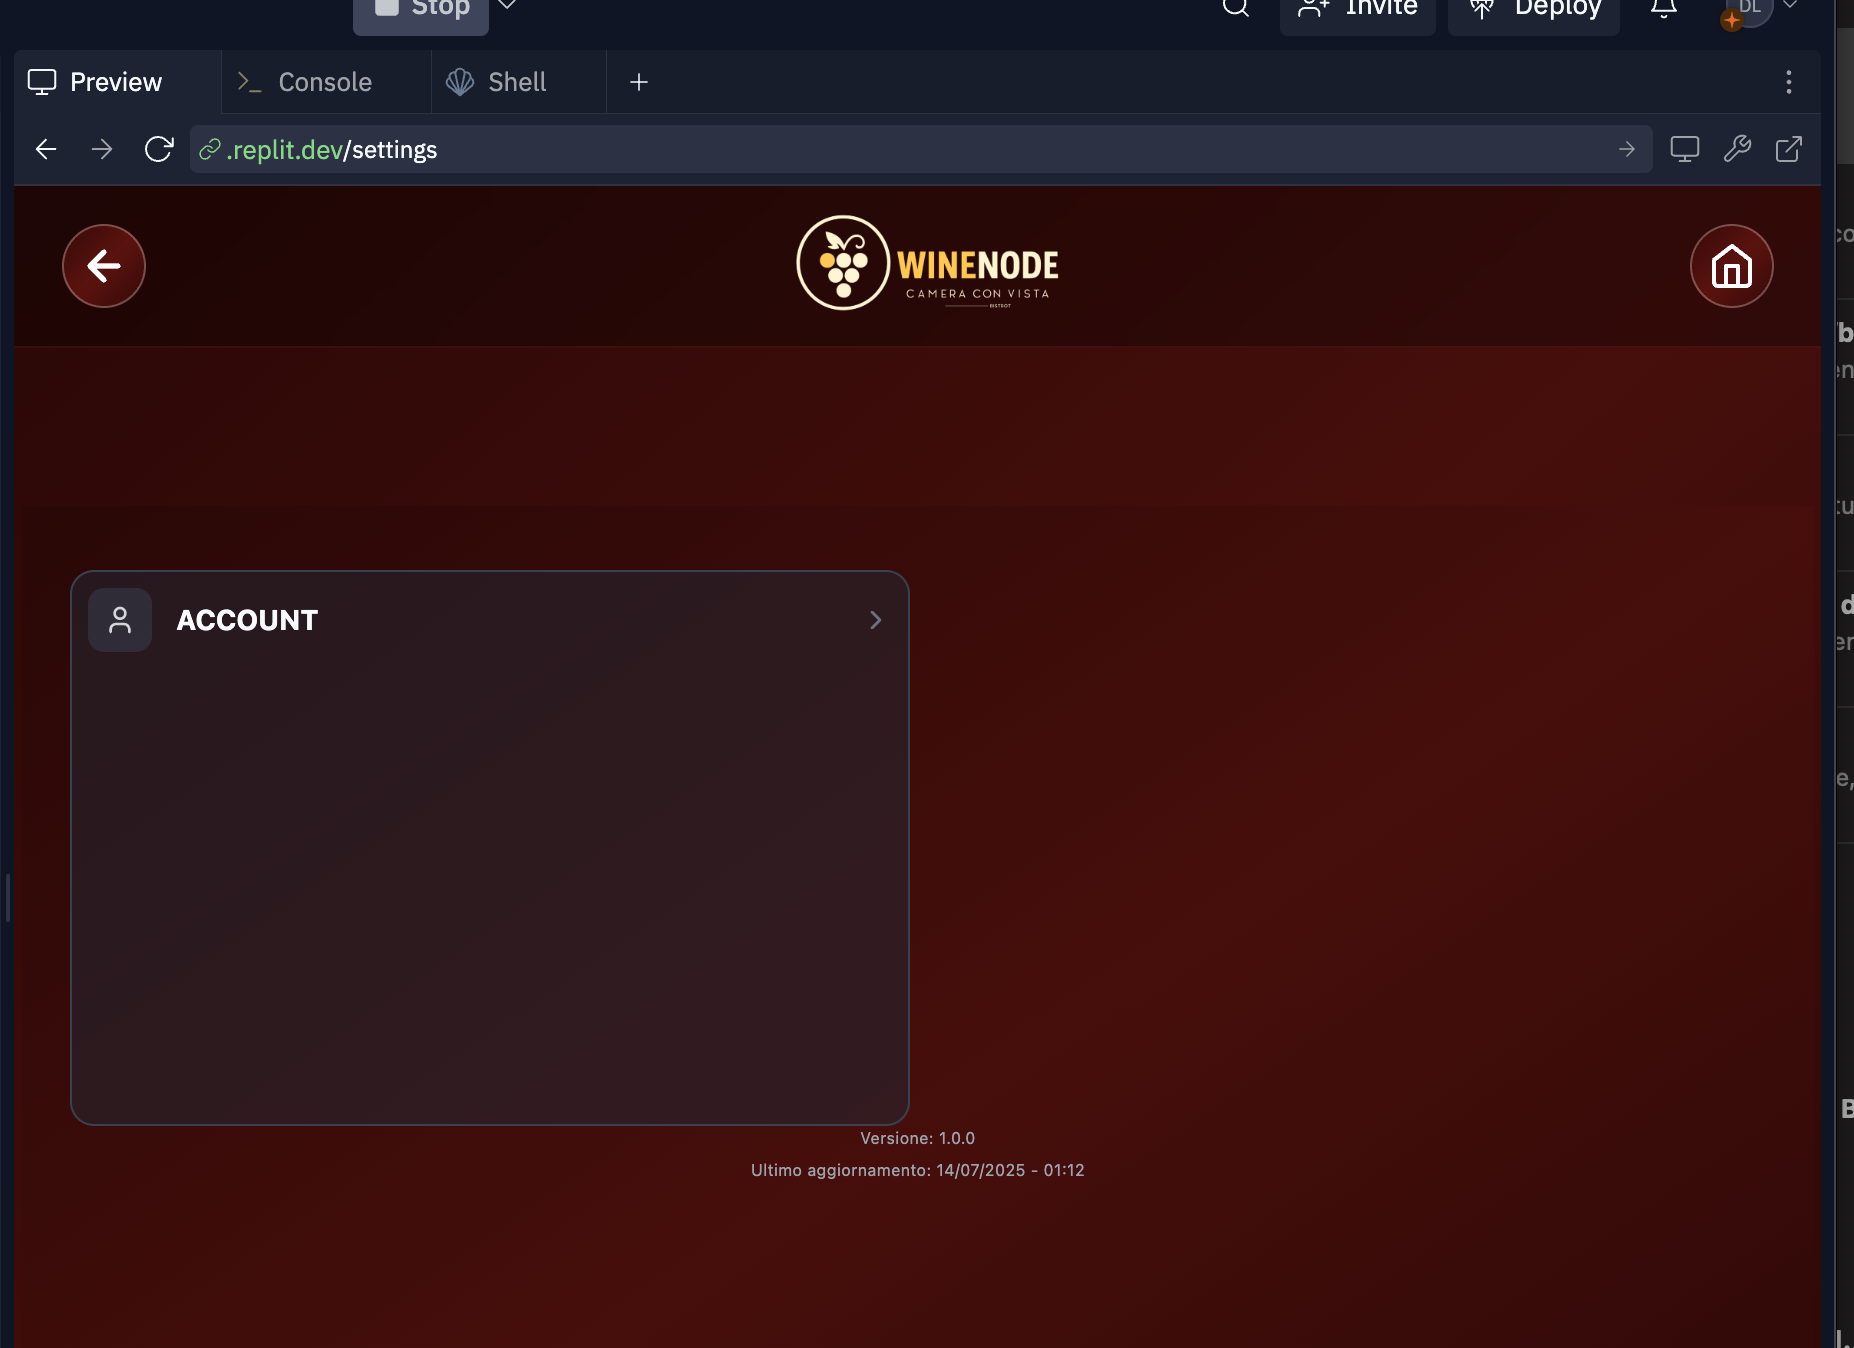 Stop
Invite
Deploy
DL
Preview
Console
Shell
.replit.dev/settings
WINENODE
CAMERA CON VISTA
BISTROT
ACCOUNT
Versione: 1.0.0
Ultimo aggiornamento: 14/07/2025 - 01:12